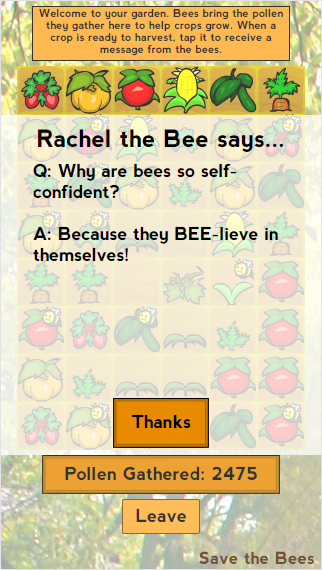 Welcome to your garden. Bees bring the pollen
they gather here to help crops grow. When a
crop is ready to harvest, tap it to receive a
message from the bees.
Rachel the Bee says...
Q: Why are bees so self-
confident?
A: Because they BEE-lieve in
themselves!
Thanks
Pollen Gathered: 2475
Leave
Save the Bees